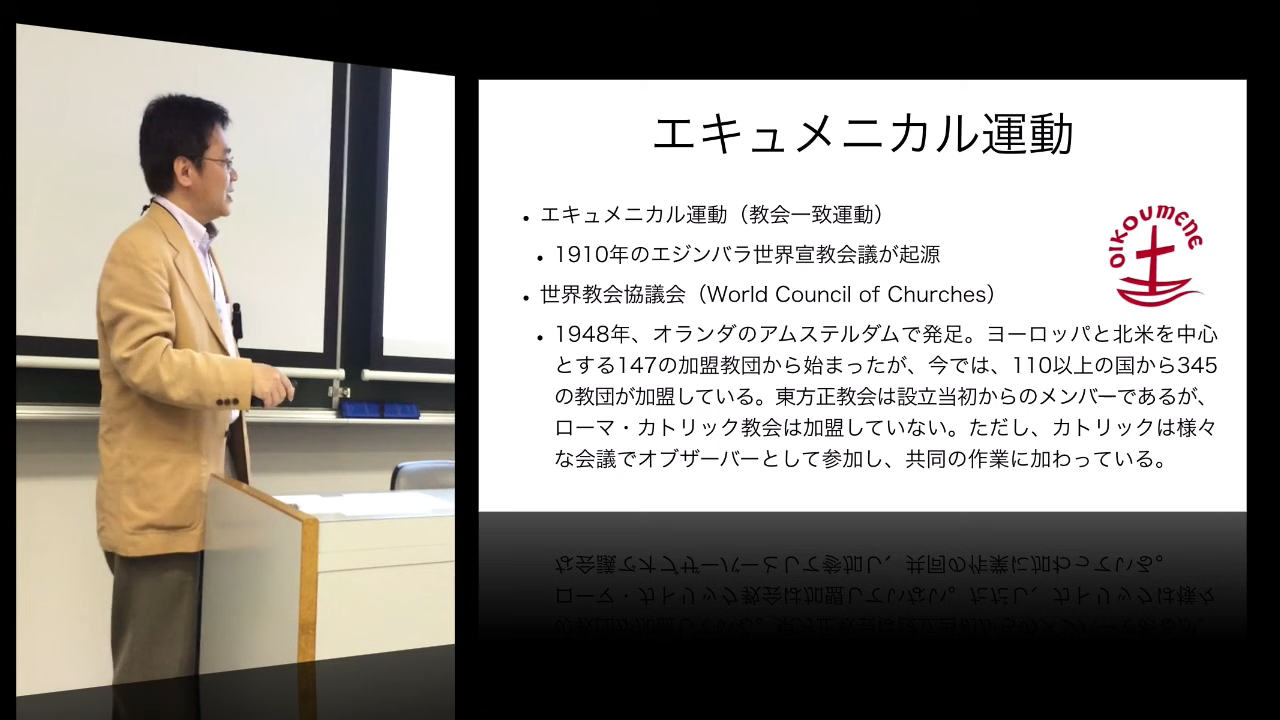 エキュメニカル運動
• エキュメニカル運動（教会一致運動）
• 1910年のエジンバラ世界宣教会議が起源
• 世界教会協議会（World Council of Churches）
• 1948年、オランダのアムステルダムで発足。ヨーロッパと北米を中心
とする147の加盟教団から始まったが、今では、110以上の国から345
の教団が加盟している。東方正教会は設立当初からのメンバーであるが、
ローマ・カトリック教会は加盟していない。ただし、カトリックは様々
な会議でオブザーバーとして参加し、共同の作業に加わっている。
OIKOUMENE